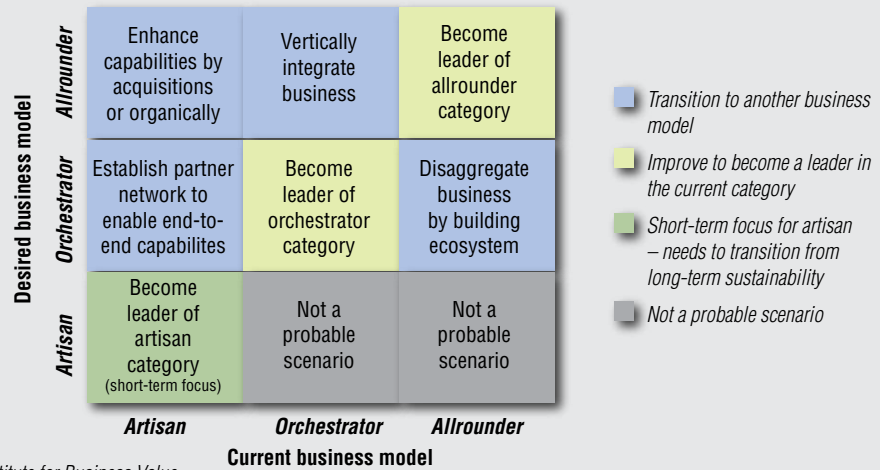 Desired business model
Allrounder
Enhance
capabilities by
acquisitions
or organically
Vertically
integrate
business
Become
leader of
allrounder
category
Orchestrator
Establish partner
network to
enable end-to-
end capabilites
Become
leader of
orchestrator
category
Disaggregate
business
by building
ecosystem
Artisan
Become
leader of
artisan
category
(short-term focus)
Not a
probable
scenario
Not a
probable
scenario
Artisan
Orchestrator
Allrounder
Current business model
Transition to another business
model
Improve to become a leader in
the current category
Short-term focus for artisan
– needs to transition from
long-term sustainability
Not a probable scenario
for Business Value